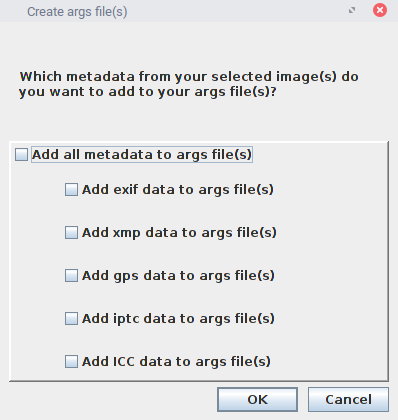 Create args file(s)
Which metadata from your selected image(s) do
you want to add to your args file(s)?
Add all metadata to args file(s)
Add exif data to args file(s)
Add xmp data to args file(s)
Add gps data to args file(s)
Add iptc data to args file(s)
Add ICC data to args file(s)
OK
Cancel